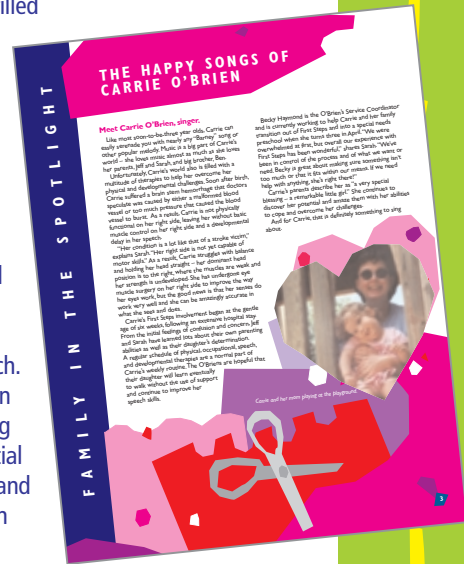 illed
d
ch.
n
g
tial
and
n
FAMILY IN THE SPOTLIGHT
THE HAPPY SONGS OF
CARRIE O'BRIEN
Meet Carrie O'Brien, singer.
Like most soon-to-be-three year olds, Carrie can
easily serenade you with nearly any "Barney" song or
other popular melody. Music is a big part of Carrie's
world – she loves music almost as much as she loves
her parents, Jeff and Sarah, and big brother, Ben.
Unfortunately, Carrie's world also is filled with a
multitude of therapies to help her overcome her
physical and developmental challenges. Soon after birth,
Carrie suffered a brain stem hemorrhage that doctors
speculate was caused by either a malformed blood
vessel or too much pressure that caused the blood
vessel to burst. As a result, Carrie is not physically
functional on her right side, leaving her without basic
muscle control on her right side and a developmental
delay in her speech.
"Her condition is a lot like that of a stroke victim,"
explains Sarah. "Her right side is not yet capable of
motor skills." As a result, Carrie struggles with balance
and holding her head straight – her dominant head
position is to the right, where the muscles are weak and
her strength is undeveloped. She has undergone eye
muscle surgery on her right side to improve the way
her eyes work, but the good news is that her senses do
work very well and she can be amazingly accurate in
what she sees and does.
Carrie's First Steps involvement began at the gentle
age of six weeks, following an extensive hospital stay.
From the initial feelings of confusion and concern, Jeff
and Sarah have learned lots about their own parenting
abilities as well as their daughter's determination.
A regular schedule of physical, occupational, speech,
and developmental therapies are a normal part of
Carrie's weekly routine. The O'Briens are hopeful that
their daughter will learn eventually
to walk without the use of support
and continue to improve her
speech skills.
Becky Haymond is the O'Brien's Service Coordinator
and is currently working to help Carrie and her family
transition out of First Steps and into a special needs
preschool when she turns three in April. "We were
overwhelmed at first, but overall our experience with
First Steps has been wonderful," shares Sarah. "We've
been in control of the process and of what we want, or
need. Becky is great about making sure something isn't
too much or that it fits within our means. If we need
help with anything, she's right there!"
Carrie's parents describe her as "a very special
blessing – a remarkable little girl." She continues to
discover her potential and amaze them with her abilities
to cope and overcome her challenges.
And for Carrie, that is definitely something to sing
about.
Carrie and her mom playing at the playground.
3